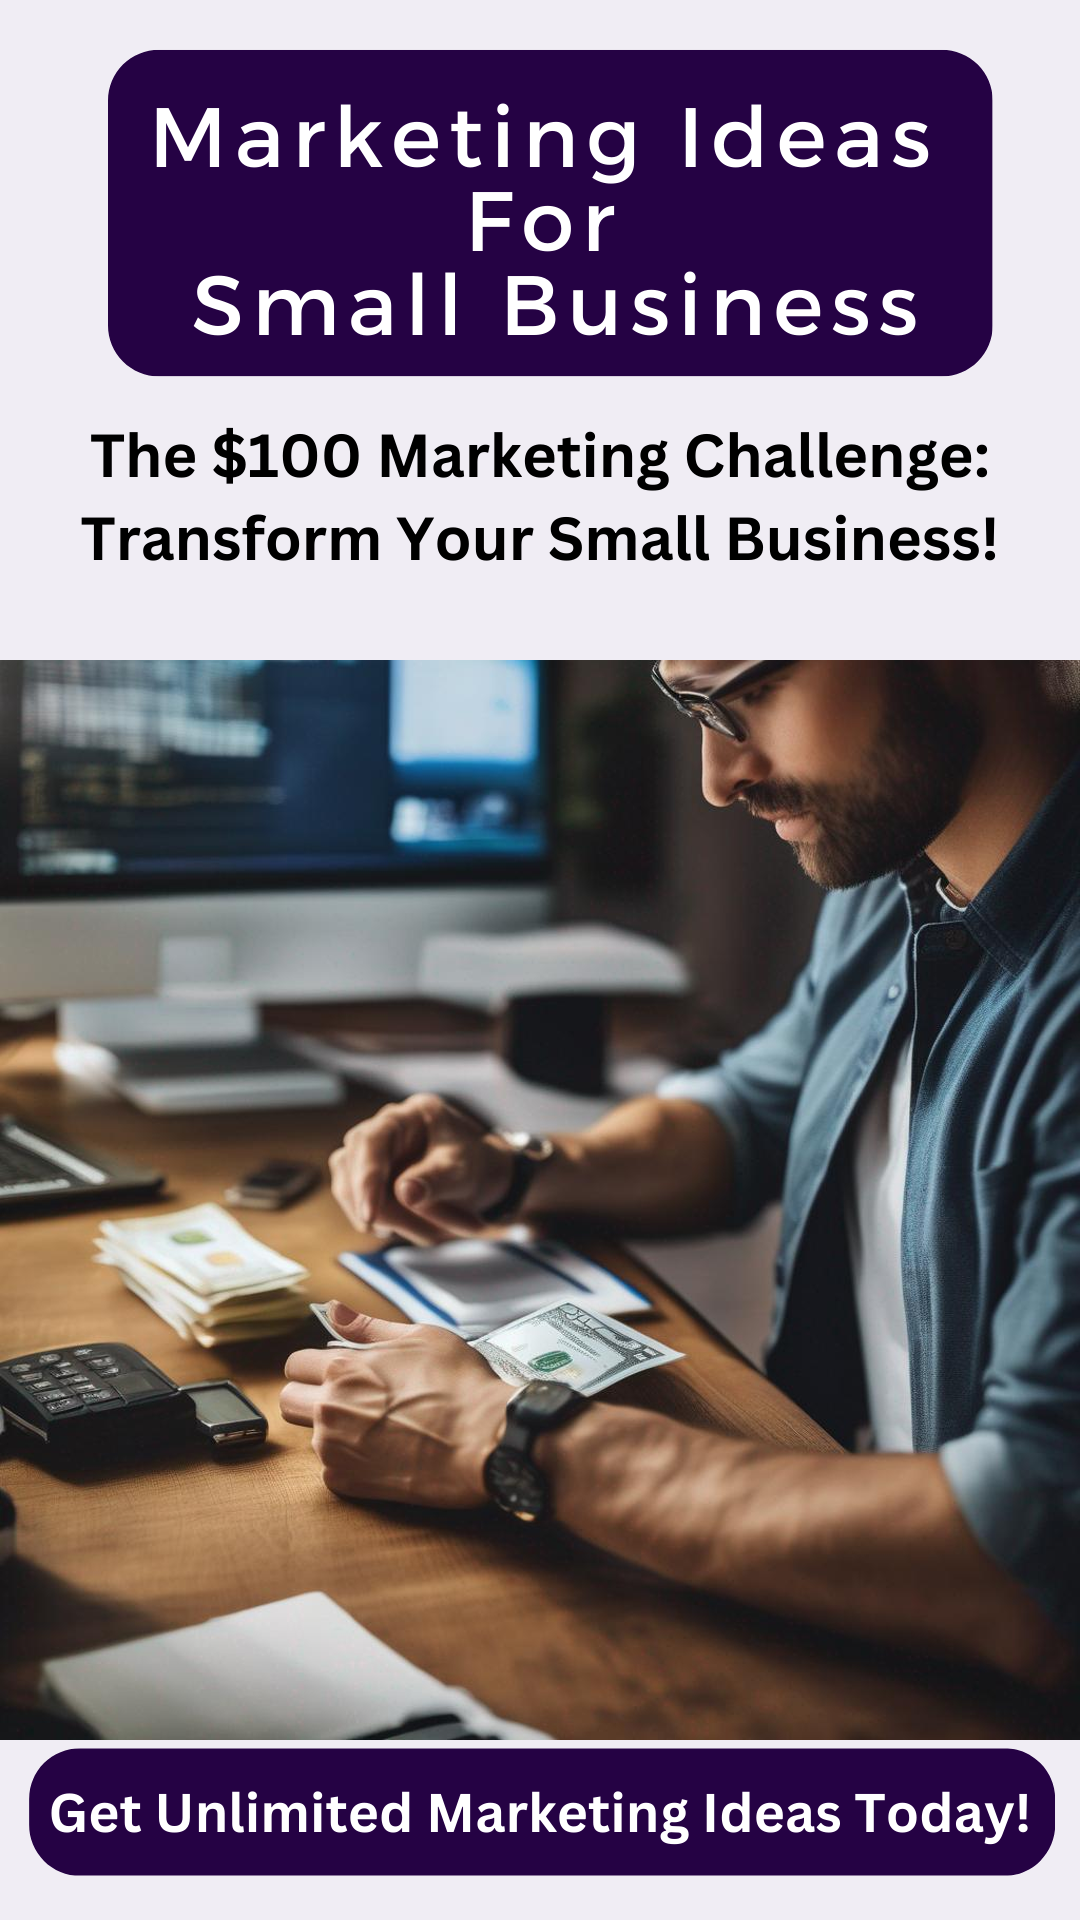 Marketing Ideas
For
Small Business
The $100 Marketing Challenge:
Transform Your Small Business!
Get Unlimited Marketing Ideas Today!